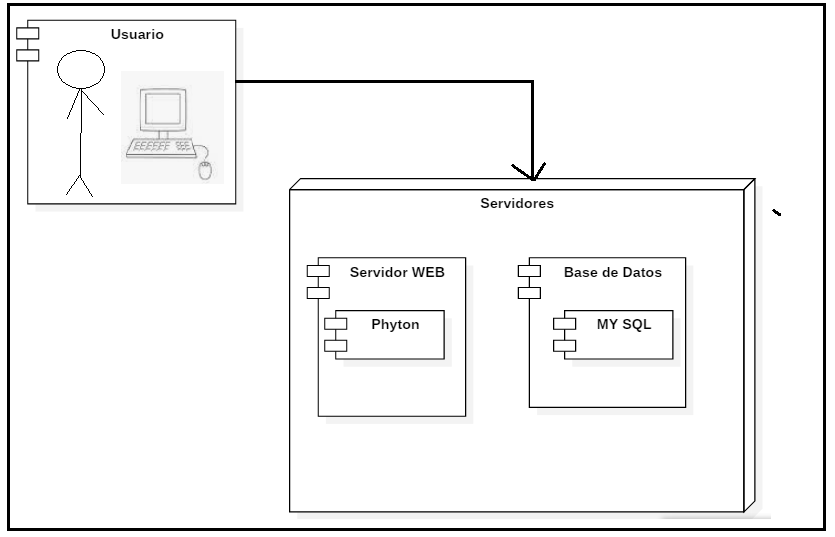 Usuario
Servidores
Servidor WEB
Base de Datos
Phyton
MY SQL